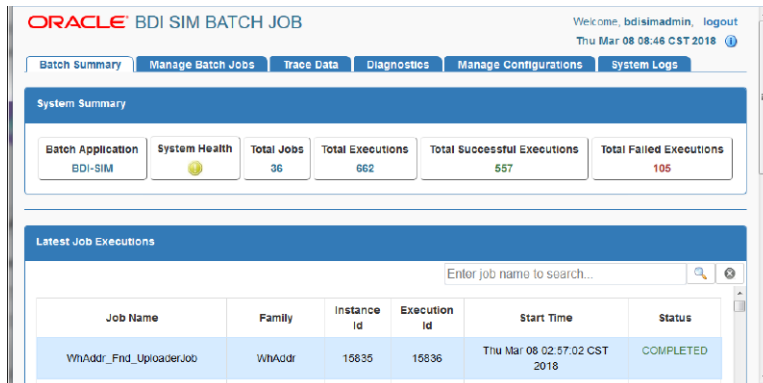 ORACLE® BDI SIM BATCH JOB
Welcome, bdisimadmin, logout
Thu Mar 08 08:46 CST 2018
Batch Summary Manage Batch Jobs Trace Data Diagnostics Manage Configurations System Logs
System Summary
Batch Application System Health Total Jobs Total Executions Total Successful Executions Total Failed Executions
BDI-SIM 36 662 557 105
Latest Job Executions
Enter job name to search...
Job Name Family Instance Id Execution Id Start Time Status
WhAddr_Fnd_UploaderJob WhAddr 15835 15836 Thu Mar 08 02:57:02 CST 2018 COMPLETED